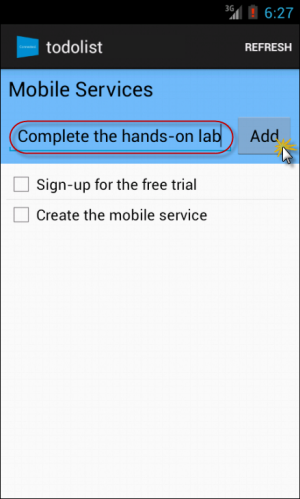 3G 6:27
todolist REFRESH
Mobile Services
Complete the hands-on lab Add
Sign-up for the free trial
Create the mobile service